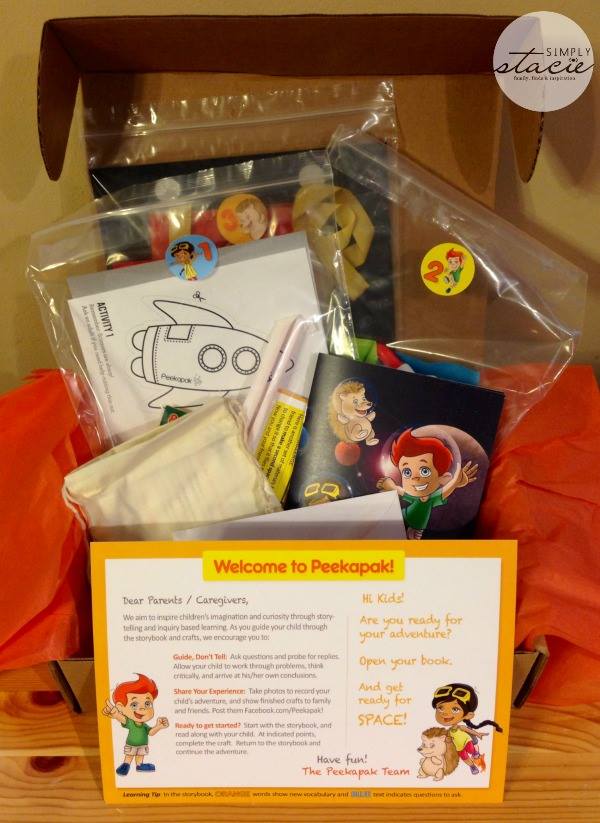 SIMPLY
stacie
family, foods & inspiration
1
3
2
ACTIVITY 1
Peekapak
Welcome to Peekapak!
Dear Parents / Caregivers,
We aim to inspire children's imagination and curiosity through story-
telling and inquiry based learning. As you guide your child through
the storybook and crafts, we encourage you to:
Guide, Don't Tell: Ask questions and probe for replies.
Allow your child to work through problems, think
critically, and arrive at his/her own conclusions.
Share Your Experience: Take photos to record your
child's adventure, and show finished crafts to family
and friends. Post them Facebook.com/Peekapak!
Ready to get started? Start with the storybook, and
read along with your child. At indicated points,
complete the craft. Return to the storybook and
continue the adventure.
Hi Kids!
Are you ready for
your adventure?
Open your book.
And get
ready for
SPACE!
Have fun!
The Peekapak Team
Learning Tip: In the storybook, ORANGE words show new vocabulary and BLUE text indicates questions to ask.